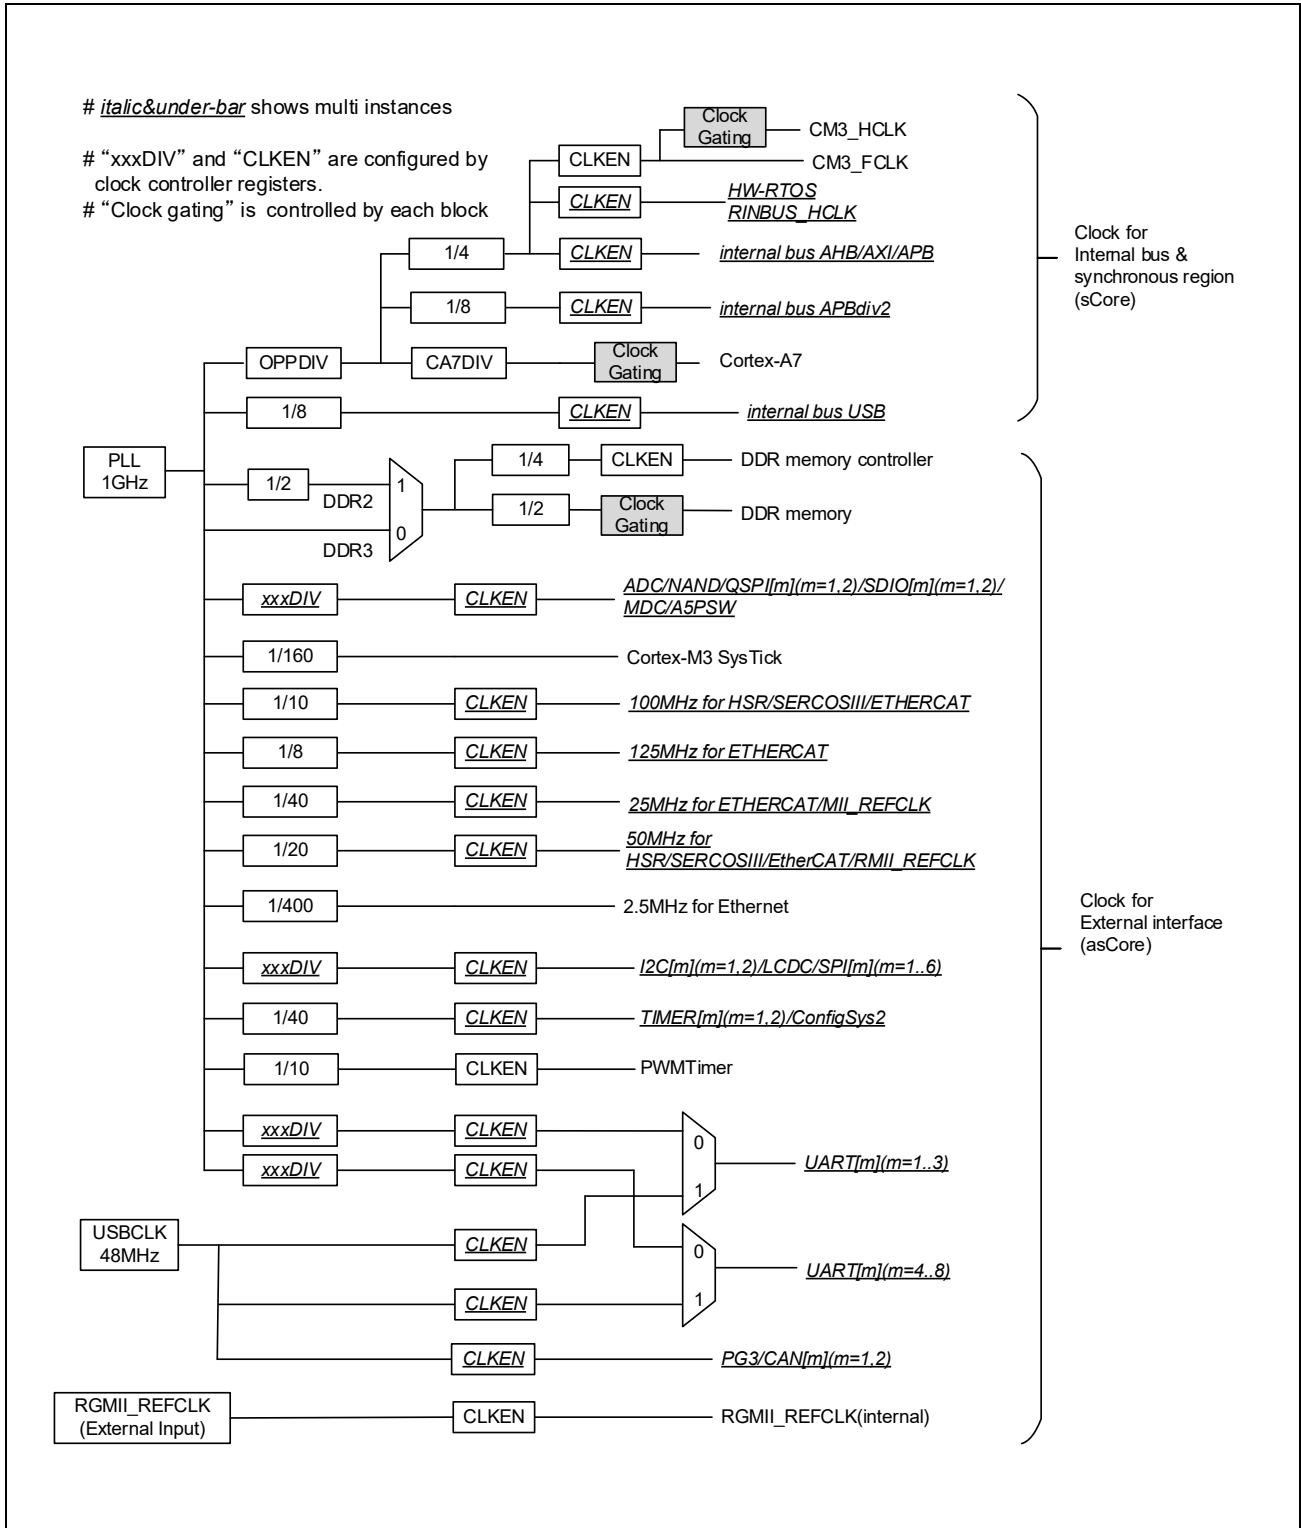 # italic&under-bar shows multi instances
# “xxxDIV” and “CLKEN” are configured by
clock controller registers.
# “Clock gating” is controlled by each block
Clock
Gating
CM3_HCLK
CLKEN
CM3_FCLK
CLKEN
HW-RTOS
RINBUS_HCLK
1/4
CLKEN
internal bus AHB/AXI/APB
1/8
CLKEN
internal bus APBdiv2
OPPDIV
CA7DIV
Clock
Gating
Cortex-A7
1/8
CLKEN
internal bus USB
Clock for
Internal bus &
synchronous region
(sCore)
PLL
1GHz
1/2
DDR2
DDR3
1
0
1/4
CLKEN
DDR memory controller
1/2
Clock
Gating
DDR memory
xxxDIV
CLKEN
ADC/NAND/QSPI[m](m=1,2)/SDIO[m](m=1,2)/
MDC/A5PSW
1/160
Cortex-M3 SysTick
1/10
CLKEN
100MHz for HSR/SERCOSIII/ETHERCAT
1/8
CLKEN
125MHz for ETHERCAT
1/40
CLKEN
25MHz for ETHERCAT/MII_REFCLK
1/20
CLKEN
50MHz for
HSR/SERCOSIII/EtherCAT/RMII_REFCLK
1/400
2.5MHz for Ethernet
Clock for
External interface
(asCore)
xxxDIV
CLKEN
I2C[m](m=1,2)/LCDC/SPI[m](m=1..6)
1/40
CLKEN
TIMER[m](m=1,2)/ConfigSys2
1/10
CLKEN
PWMTimer
xxxDIV
CLKEN
0
1
UART[m](m=1..3)
xxxDIV
CLKEN
USBCLK
48MHz
CLKEN
0
1
UART[m](m=4..8)
CLKEN
CLKEN
PG3/CAN[m](m=1,2)
RGMII_REFCLK
(External Input)
CLKEN
RGMII_REFCLK(internal)